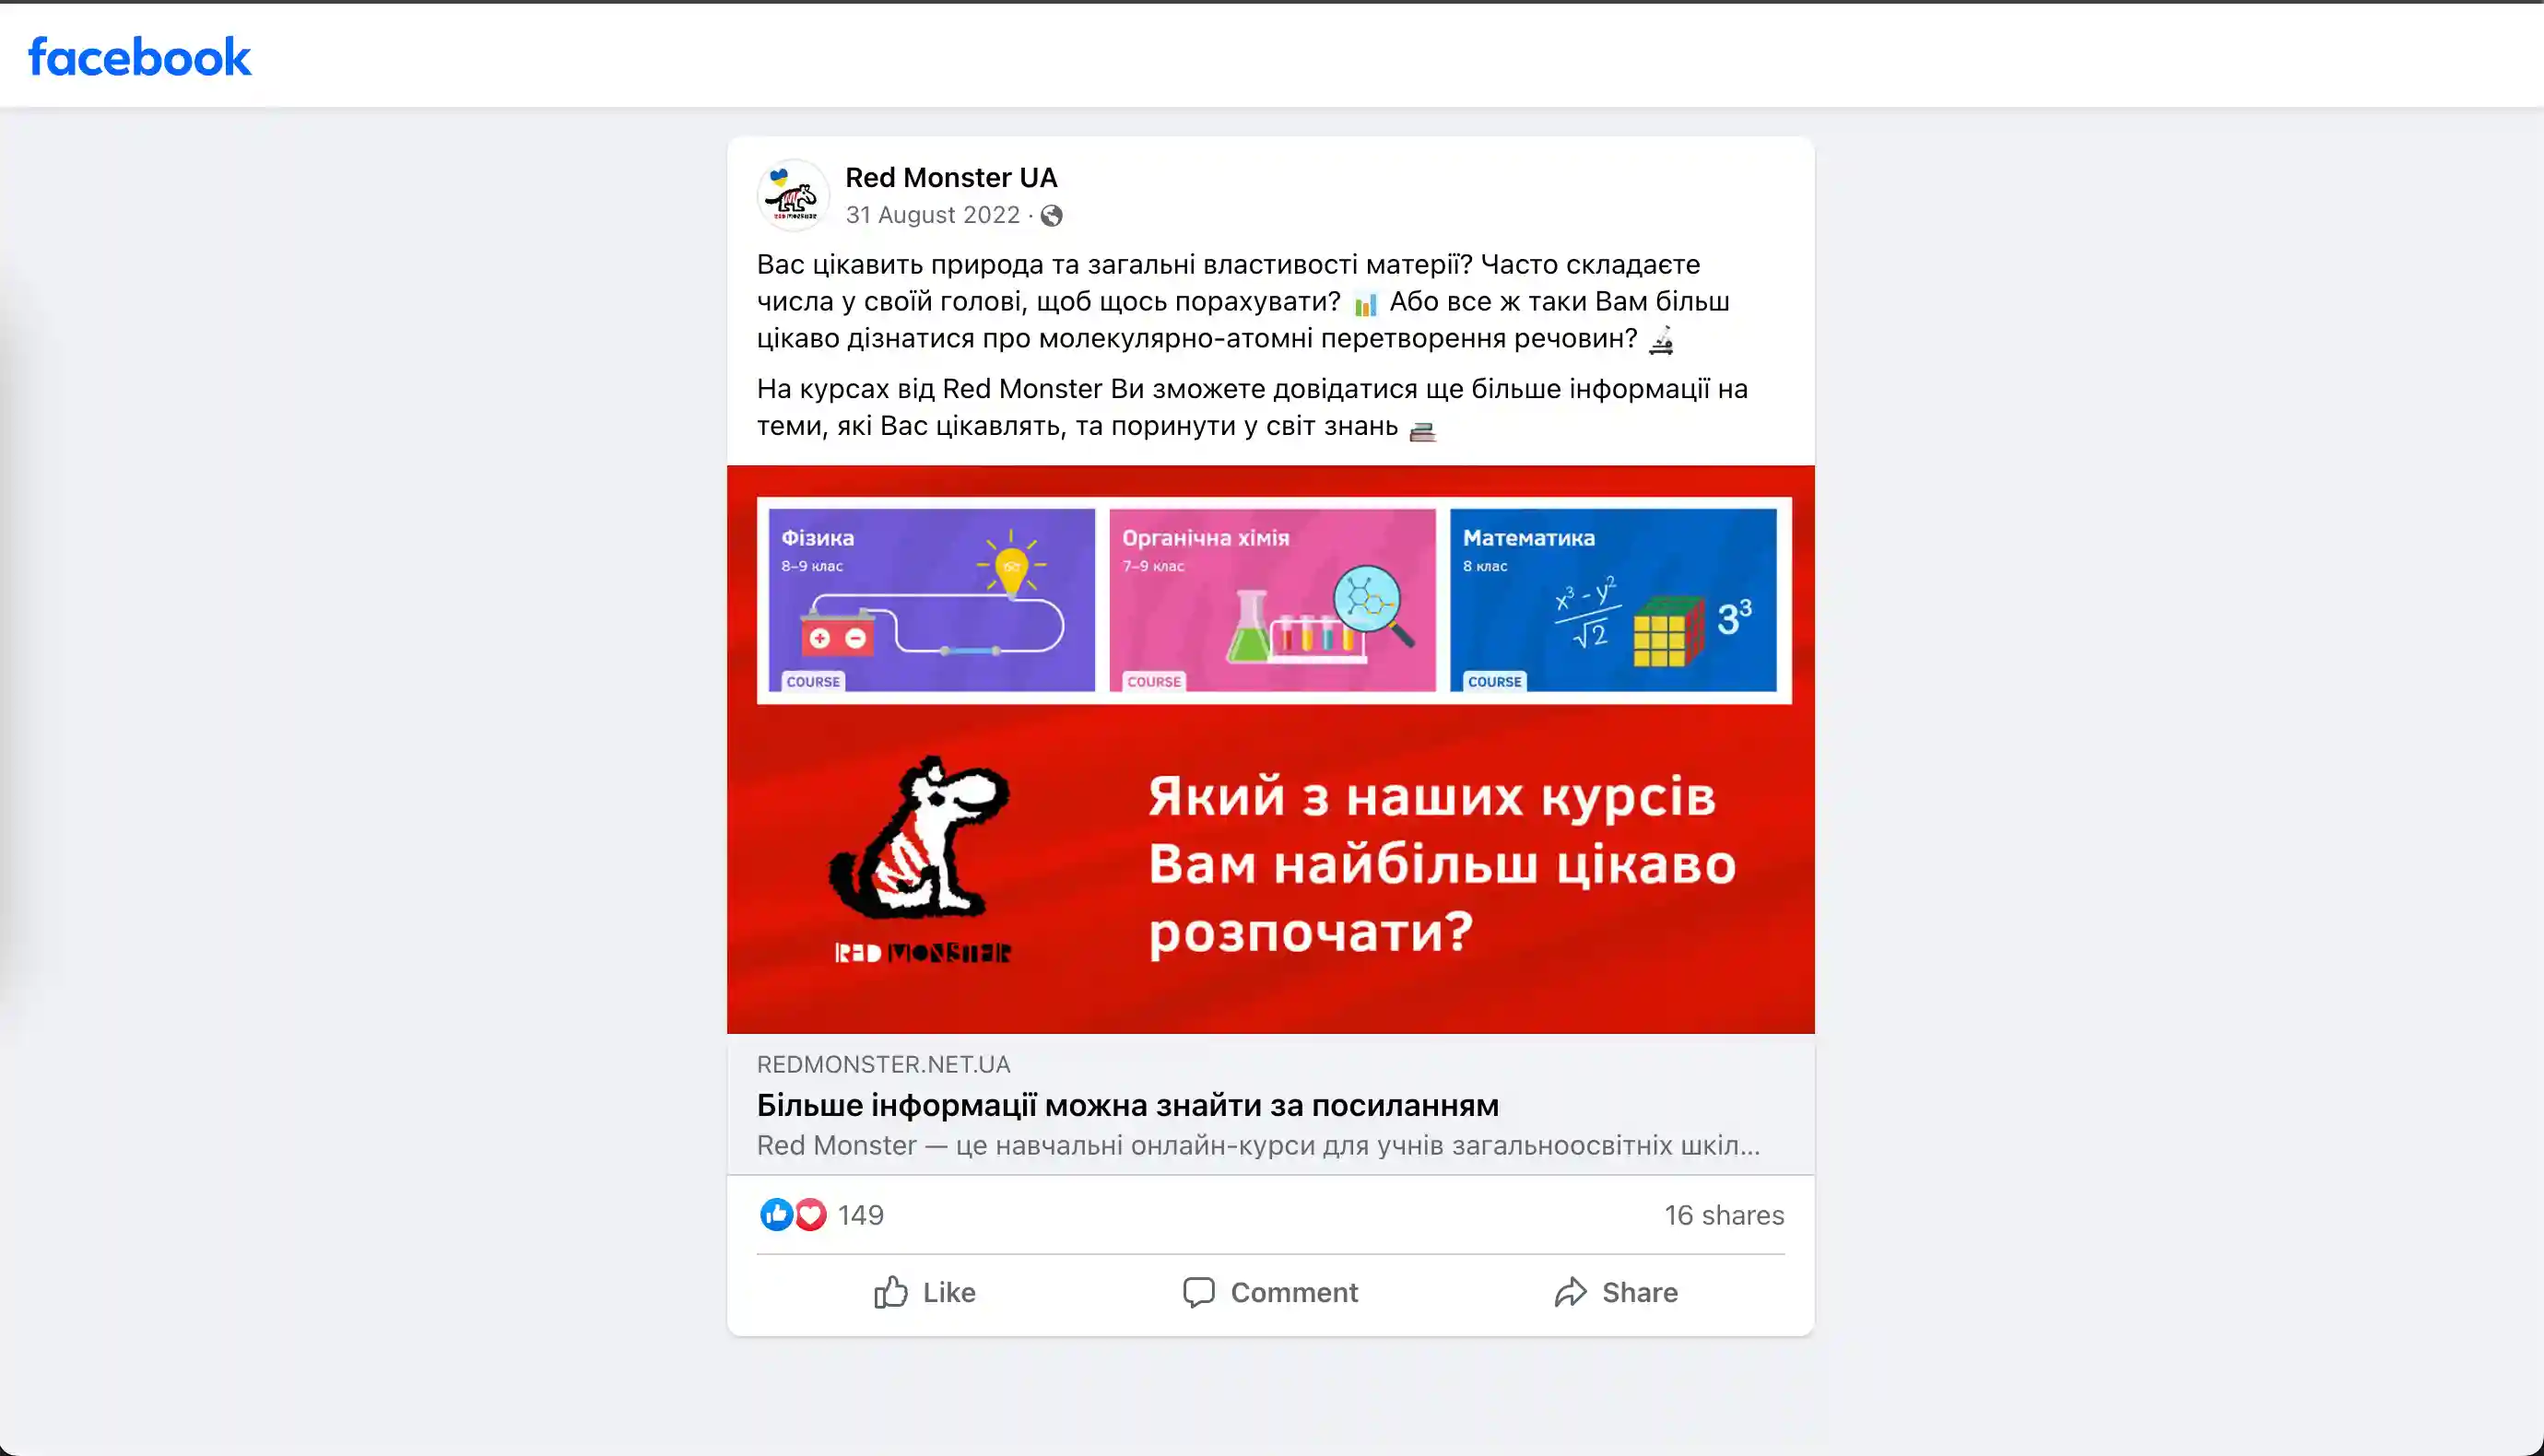 facebook
Red Monster UA
31 August 2022 ·
Вас цікавить природа та загальні властивості матерії? Часто складаєте
числа у своїй голові, щоб щось порахувати? 📊 Або все ж таки Вам більш
цікаво дізнатися про молекулярно-атомні перетворення речовин? 🔬
На курсах від Red Monster Ви зможете довідатися ще більше інформації на
теми, які Вас цікавлять, та поринути у світ знань 📚
Фізика
8–9 клас
COURSE
Органічна хімія
7–9 клас
COURSE
Математика
8 клас
x³ - y²
√2
3³
COURSE
RED MONSTER
Який з наших курсів
Вам найбільш цікаво
розпочати?
REDMONSTER.NET.UA
Більше інформації можна знайти за посиланням
Red Monster — це навчальні онлайн-курси для учнів загальноосвітніх шкіл...
149
16 shares
Like
Comment
Share